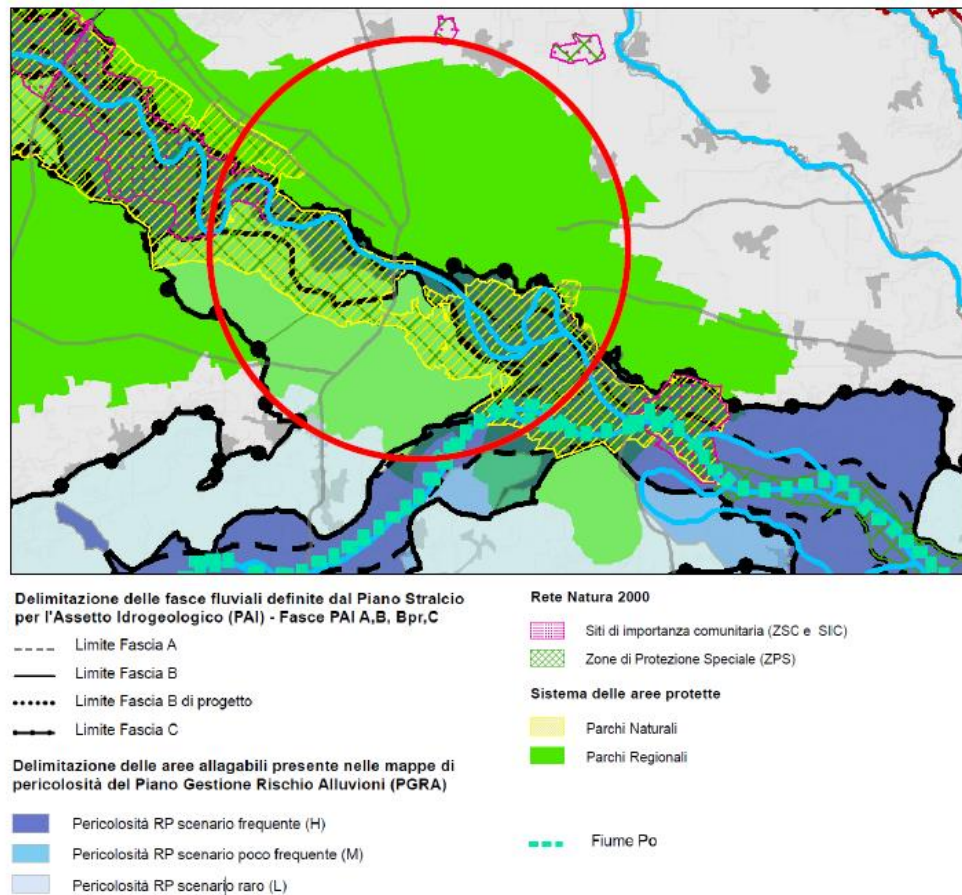 Delimitazione delle fasce fluviali definite dal Piano Stralcio
per l'Assetto Idrogeologico (PAI) - Fasce PAI A,B, Bpr,C
Limite Fascia A
Limite Fascia B
Limite Fascia B di progetto
Limite Fascia C
Delimitazione delle aree allagabili presente nelle mappe di
pericolosità del Piano Gestione Rischio Alluvioni (PGRA)
Pericolosità RP scenario frequente (H)
Pericolosità RP scenario poco frequente (M)
Pericolosità RP scenario raro (L)
Rete Natura 2000
Siti di importanza comunitaria (ZSC e SIC)
Zone di Protezione Speciale (ZPS)
Sistema delle aree protette
Parchi Naturali
Parchi Regionali
Fiume Po